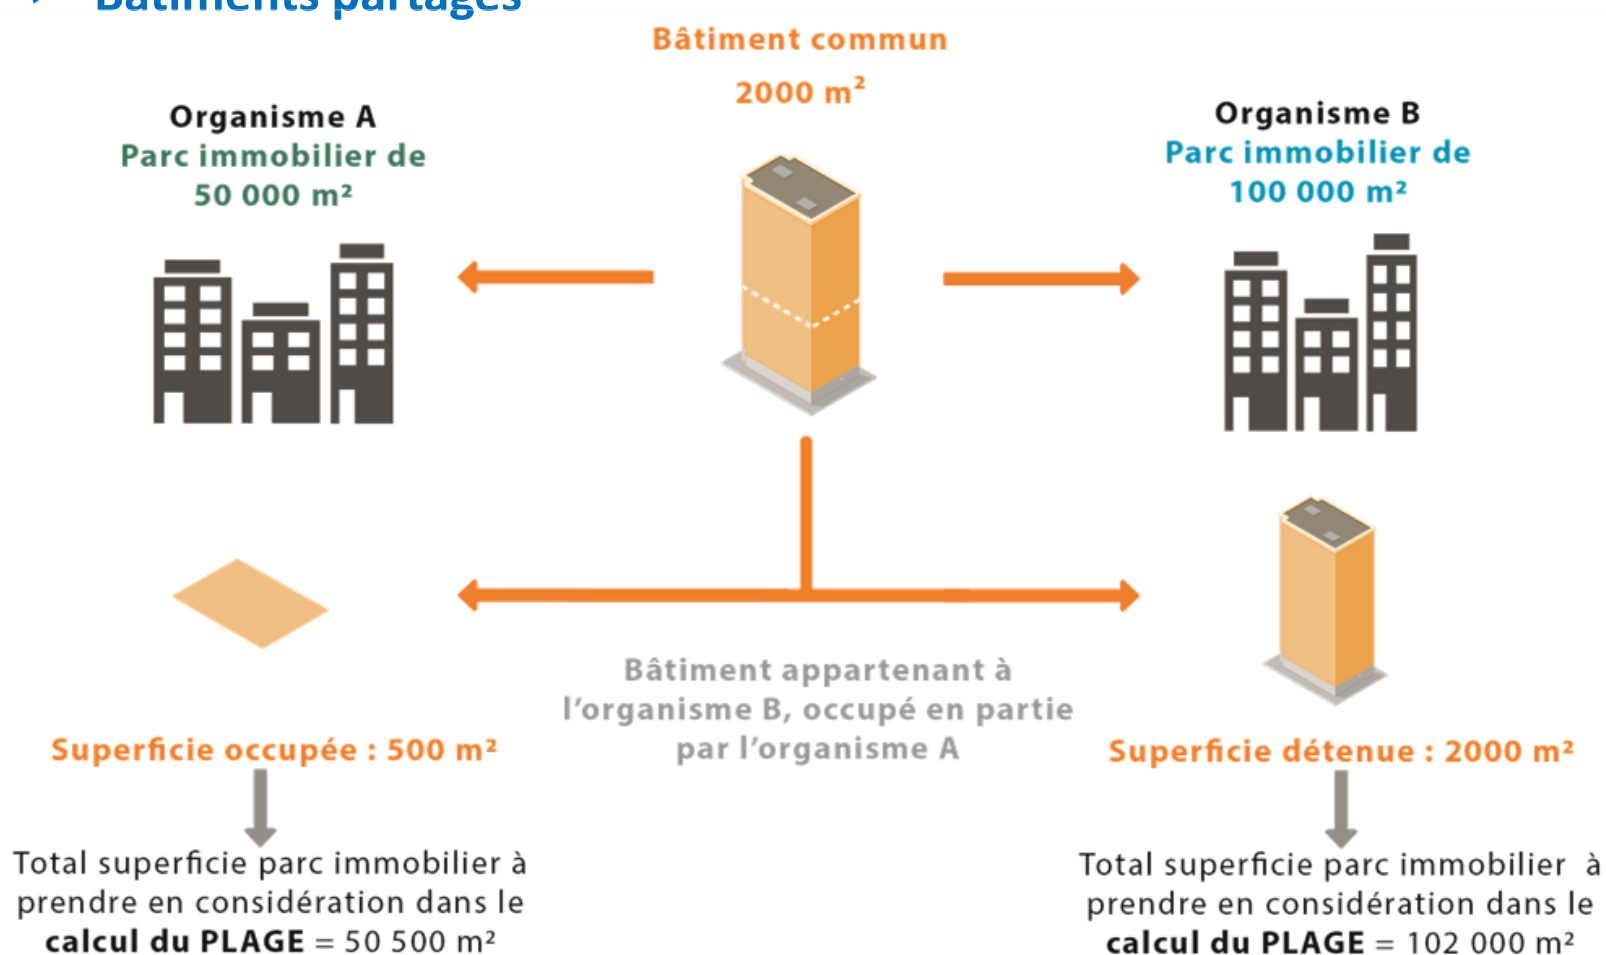 Bâtiments partagés
Bâtiment commun
2000 m²
Organisme A
Parc immobilier de
50 000 m²
Organisme B
Parc immobilier de
100 000 m²
Bâtiment appartenant à
l'organisme B, occupé en partie
par l'organisme A
Superficie occupée : 500 m²
Total superficie parc immobilier à
prendre en considération dans le
calcul du PLAGE = 50 500 m²
Superficie détenue : 2000 m²
Total superficie parc immobilier à
prendre en considération dans le
calcul du PLAGE = 102 000 m²